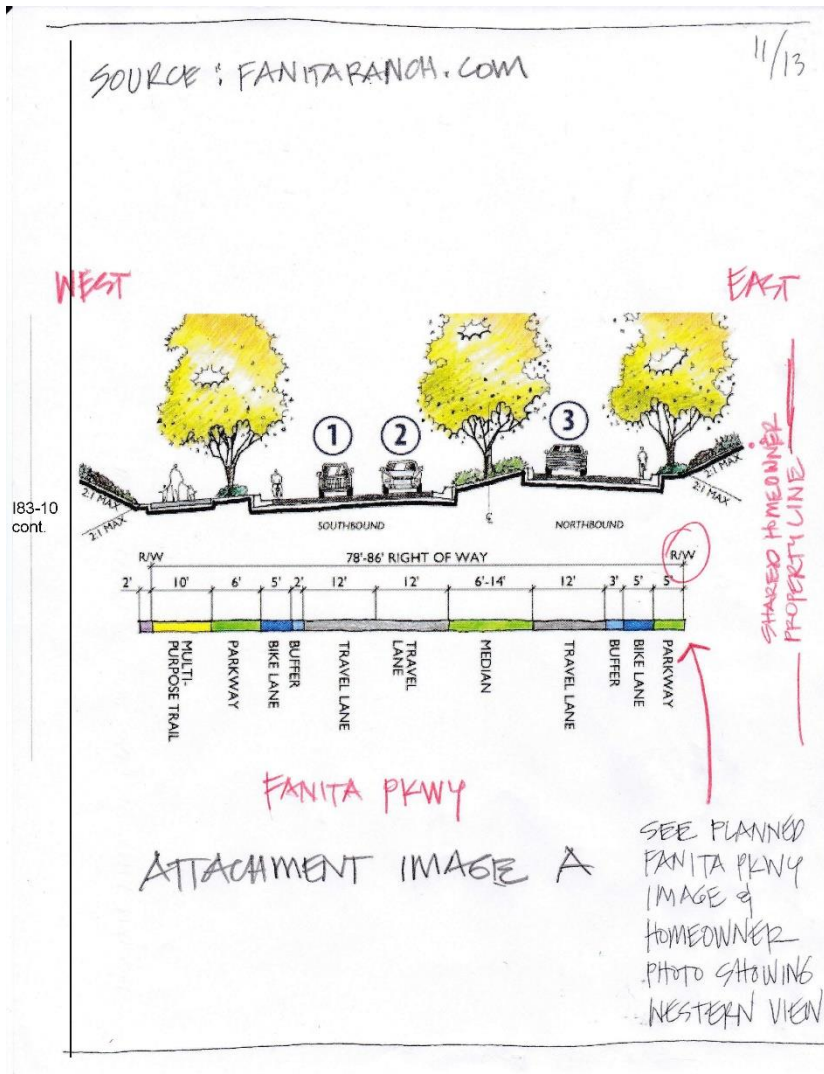 SOURCE : FANITARANCH.COM
11/13
WEST
EAST
1
2
3
2:1 MAX
2:1 MAX
2:1 MAX
2:1 MAX
SOUTHBOUND
NORTHBOUND
I83-10
cont.
SHARED HOMEOWNER
PROPERTY LINE
R/W
78'-86' RIGHT OF WAY
R/W
2'
10'
6'
5'
2'
12'
12'
6'-14'
12'
3'
5'
5'
MULTI-
PURPOSE TRAIL
PARKWAY
BIKE LANE
BUFFER
TRAVEL LANE
TRAVEL
LANE
MEDIAN
TRAVEL LANE
BUFFER
BIKE LANE
PARKWAY
FANITA PKWY
ATTACHMENT IMAGE A
SEE PLANNED
FANITA PKWY
IMAGE &
HOMEOWNER
PHOTO SHOWING
WESTERN VIEW